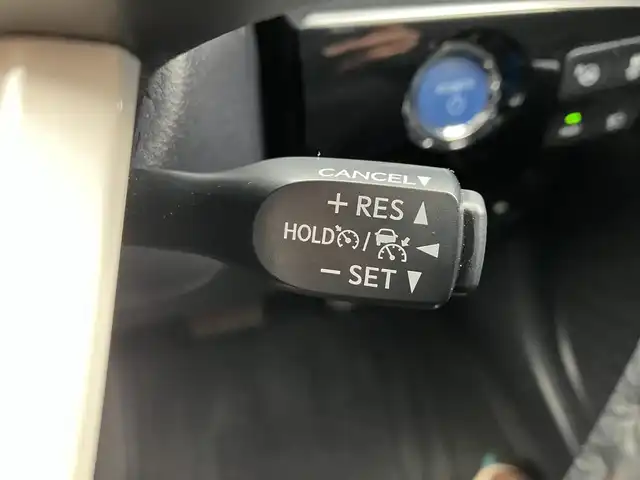 CANCEL▼
+ RES ▲
HOLD / ◀
− SET ▼